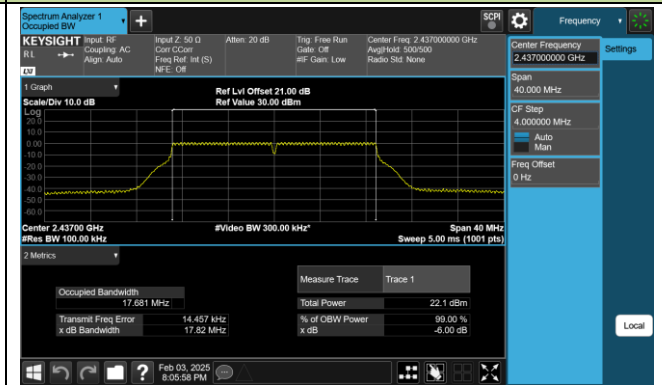 Spectrum Analyzer 1
Occupied BW
SCPI
Frequency
KEYSIGHT
RL
LXI
Input: RF
Coupling: AC
Align: Auto
Input Z: 50 Ω
Corr CCorr
Freq Ref: Int (S)
NFE: Off
Atten: 20 dB
Trig: Free Run
Gate: Off
#IF Gain: Low
Center Freq: 2.437000000 GHz
Avg|Hold: 500/500
Radio Std: None
Center Frequency
2.437000000 GHz
Settings
Span
40.000 MHz
CF Step
4.000000 MHz
Auto
Man
Freq Offset
0 Hz
Local
1 Graph
Scale/Div 10.0 dB
Ref Lvl Offset 21.00 dB
Ref Value 30.00 dBm
Log
20.0
10.0
0.00
-10.0
-20.0
-30.0
-40.0
-50.0
-60.0
Center 2.43700 GHz
#Video BW 300.00 kHz*
Span 40 MHz
#Res BW 100.00 kHz
Sweep 5.00 ms (1001 pts)
2 Metrics
Measure Trace Trace 1
Occupied Bandwidth
17.681 MHz
Total Power 22.1 dBm
Transmit Freq Error 14.457 kHz
% of OBW Power 99.00 %
x dB Bandwidth 17.82 MHz
x dB -6.00 dB
?
Feb 03, 2025
8:05:58 PM